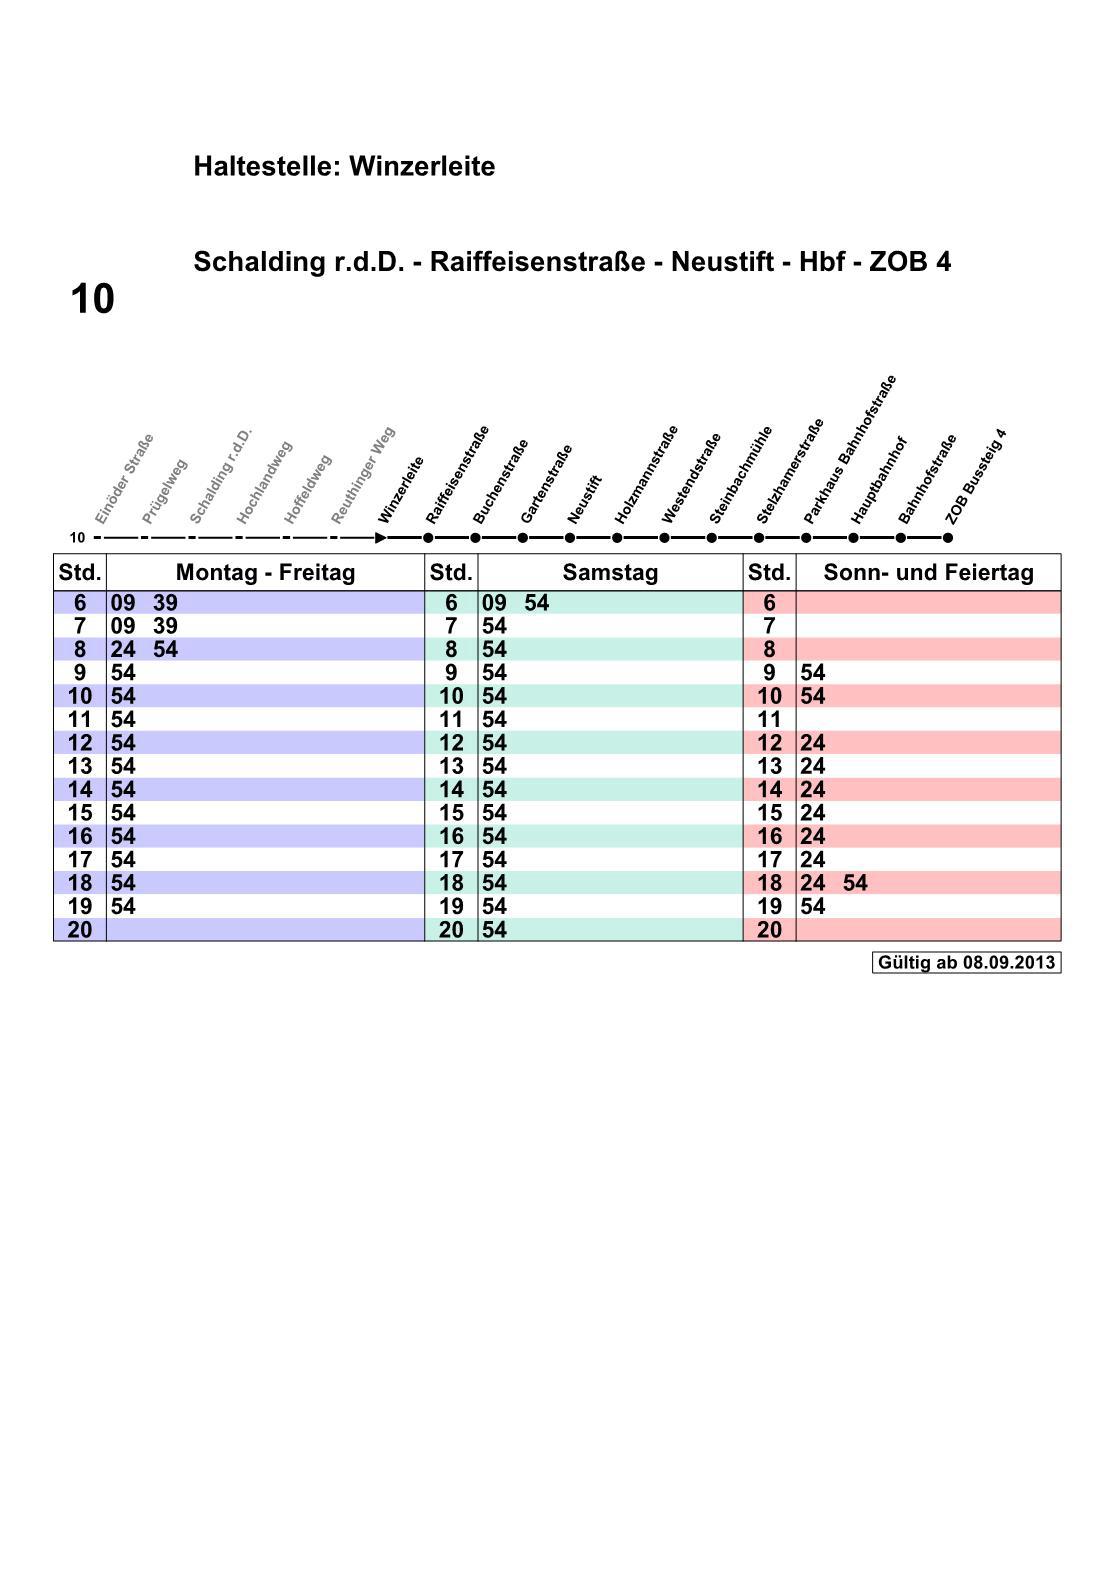 Haltestelle: Winzerleite
Schalding r.d.D. - Raiffeisenstraße - Neustift - Hbf - ZOB 4
10
Einöder Straße
Prügelweg
Schalding r.d.D.
Hochlandweg
Hoffeldweg
Reuthinger Weg
Winzerleite
Raiffeisenstraße
Buchenstraße
Gartenstraße
Neustift
Holzmannstraße
Westendstraße
Steinbachmühle
Stelzhamerstraße
Parkhaus Bahnhofstraße
Hauptbahnhof
Bahnhofstraße
ZOB Bussteig 4
10
Std. Montag - Freitag Std. Samstag Std. Sonn- und Feiertag
6 09 39 6 09 54 6
7 09 39 7 54 7
8 24 54 8 54 8
9 54 9 54 9 54
10 54 10 54 10 54
11 54 11 54 11
12 54 12 54 12 24
13 54 13 54 13 24
14 54 14 54 14 24
15 54 15 54 15 24
16 54 16 54 16 24
17 54 17 54 17 24
18 54 18 54 18 24 54
19 54 19 54 19 54
20 20 54 20
Gültig ab 08.09.2013